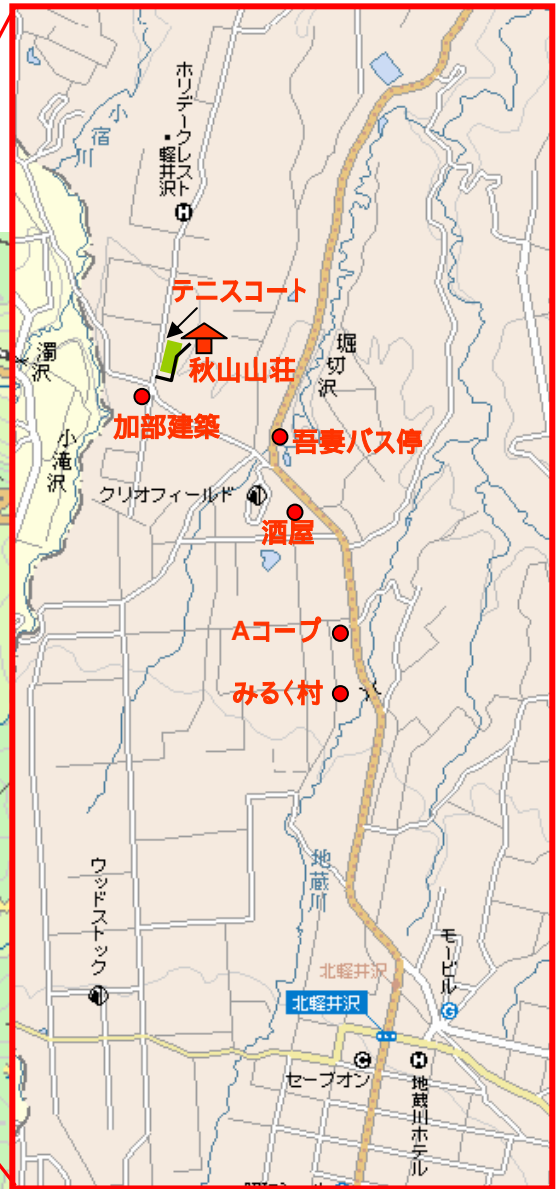 ホリデークレスト
・軽井沢
小宿川
テニスコート
秋山山荘
堀切沢
濁沢
小滝沢
加部建築
吾妻バス停
クリオフィールド
酒屋
Aコープ
みるく村
地蔵川
ウッドストック
北軽井沢
モービル
北軽井沢
セーブオン
地蔵川ホテル